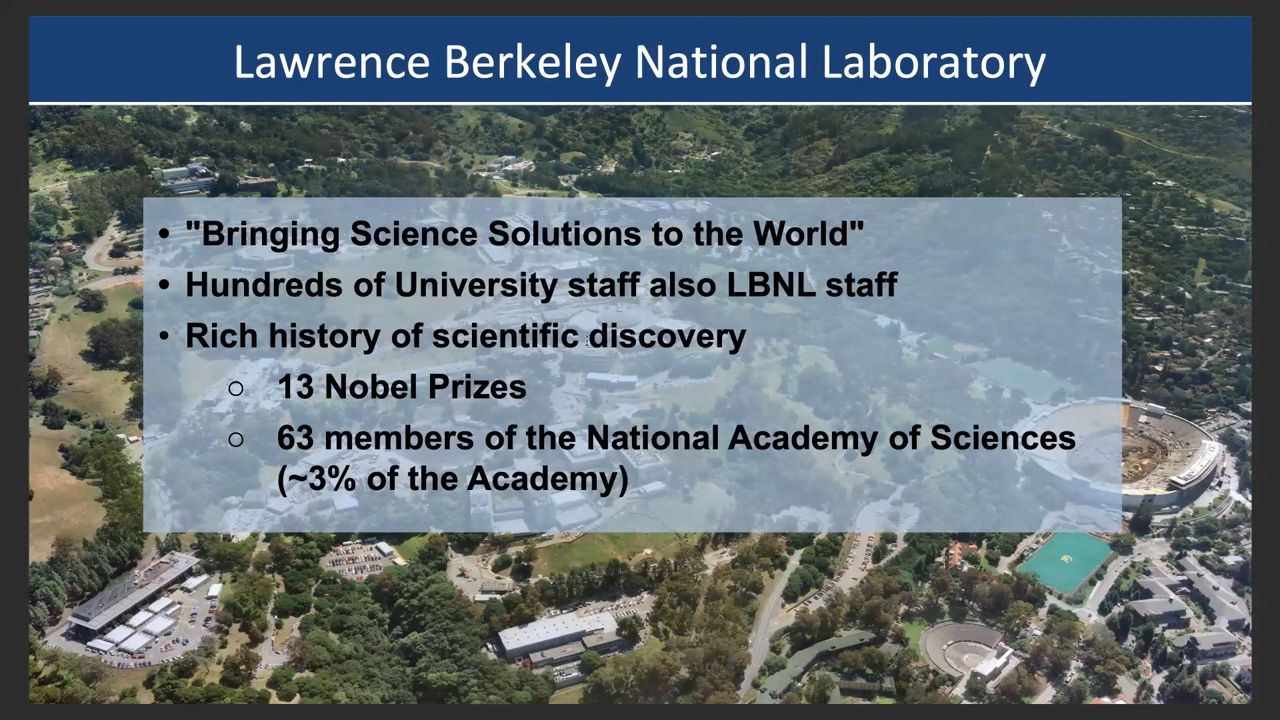 Lawrence Berkeley National Laboratory
• "Bringing Science Solutions to the World"
• Hundreds of University staff also LBNL staff
• Rich history of scientific discovery
○ 13 Nobel Prizes
○ 63 members of the National Academy of Sciences
(~3% of the Academy)